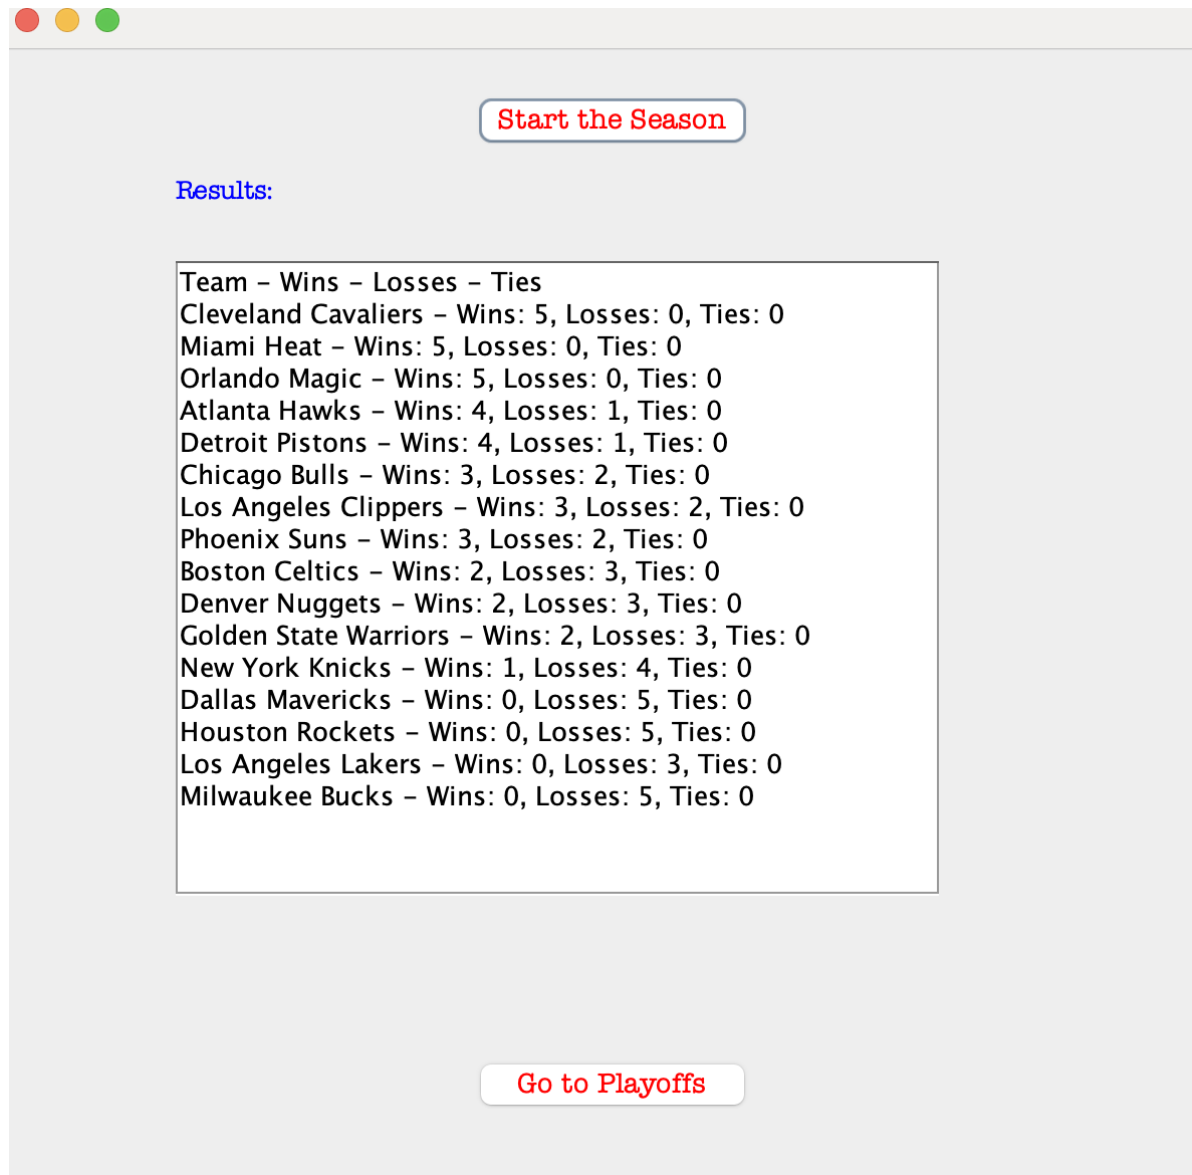 Start the Season
Results:
Team – Wins – Losses – Ties
Cleveland Cavaliers – Wins: 5, Losses: 0, Ties: 0
Miami Heat – Wins: 5, Losses: 0, Ties: 0
Orlando Magic – Wins: 5, Losses: 0, Ties: 0
Atlanta Hawks – Wins: 4, Losses: 1, Ties: 0
Detroit Pistons – Wins: 4, Losses: 1, Ties: 0
Chicago Bulls – Wins: 3, Losses: 2, Ties: 0
Los Angeles Clippers – Wins: 3, Losses: 2, Ties: 0
Phoenix Suns – Wins: 3, Losses: 2, Ties: 0
Boston Celtics – Wins: 2, Losses: 3, Ties: 0
Denver Nuggets – Wins: 2, Losses: 3, Ties: 0
Golden State Warriors – Wins: 2, Losses: 3, Ties: 0
New York Knicks – Wins: 1, Losses: 4, Ties: 0
Dallas Mavericks – Wins: 0, Losses: 5, Ties: 0
Houston Rockets – Wins: 0, Losses: 5, Ties: 0
Los Angeles Lakers – Wins: 0, Losses: 3, Ties: 0
Milwaukee Bucks – Wins: 0, Losses: 5, Ties: 0
Go to Playoffs